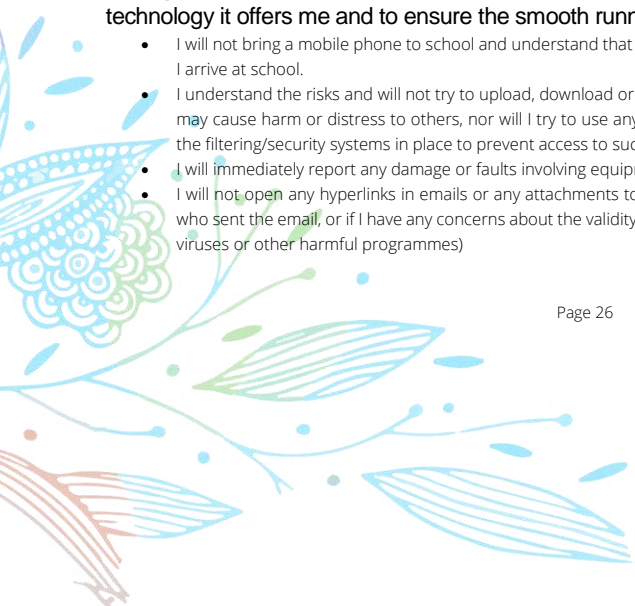 technology it offers me and to ensure the smooth runn
• I will not bring a mobile phone to school and understand that
I arrive at school.
• I understand the risks and will not try to upload, download or
may cause harm or distress to others, nor will I try to use any
the filtering/security systems in place to prevent access to suc
• I will immediately report any damage or faults involving equip
• I will not open any hyperlinks in emails or any attachments to
who sent the email, or if I have any concerns about the validity
viruses or other harmful programmes)
Page 26